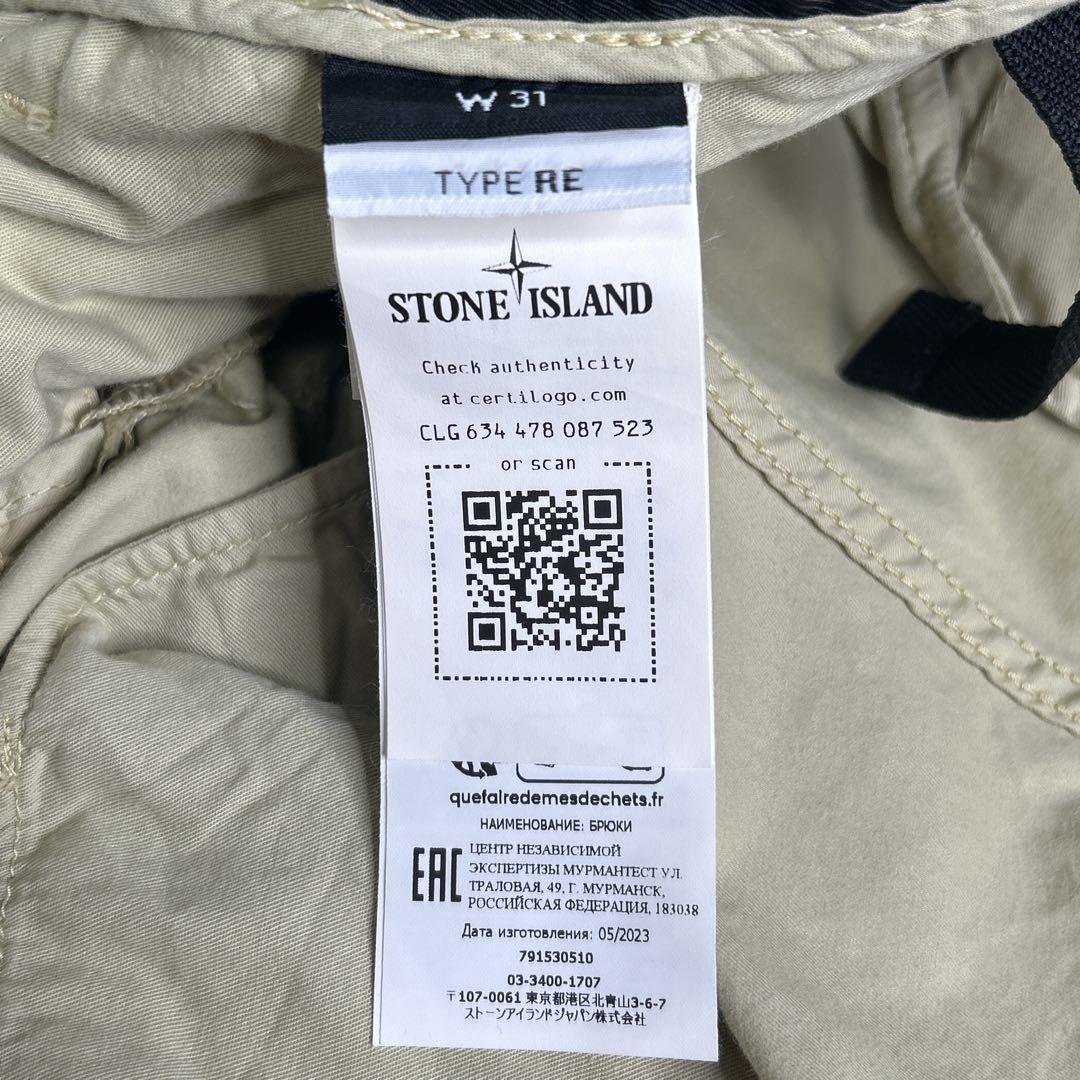 W 31
TYPE RE
STONE ISLAND
Check authenticity
at certilogo.com
CLG 634 478 087 523
or scan
quefairedemesdechets.fr
НАИМЕНОВАНИЕ: БРЮКИ
EAC
ЦЕНТР НЕЗАВИСИМОЙ
ЭКСПЕРТИЗЫ МУРМАНТЕСТ УЛ.
ТРАЛОВАЯ, 49, Г. МУРМАНСК,
РОССИЙСКАЯ ФЕДЕРАЦИЯ, 183038
Дата изготовления: 05/2023
791530510
03-3400-1707
〒107-0061 東京都港区北青山3-6-7
ストーンアイランドジャパン株式会社